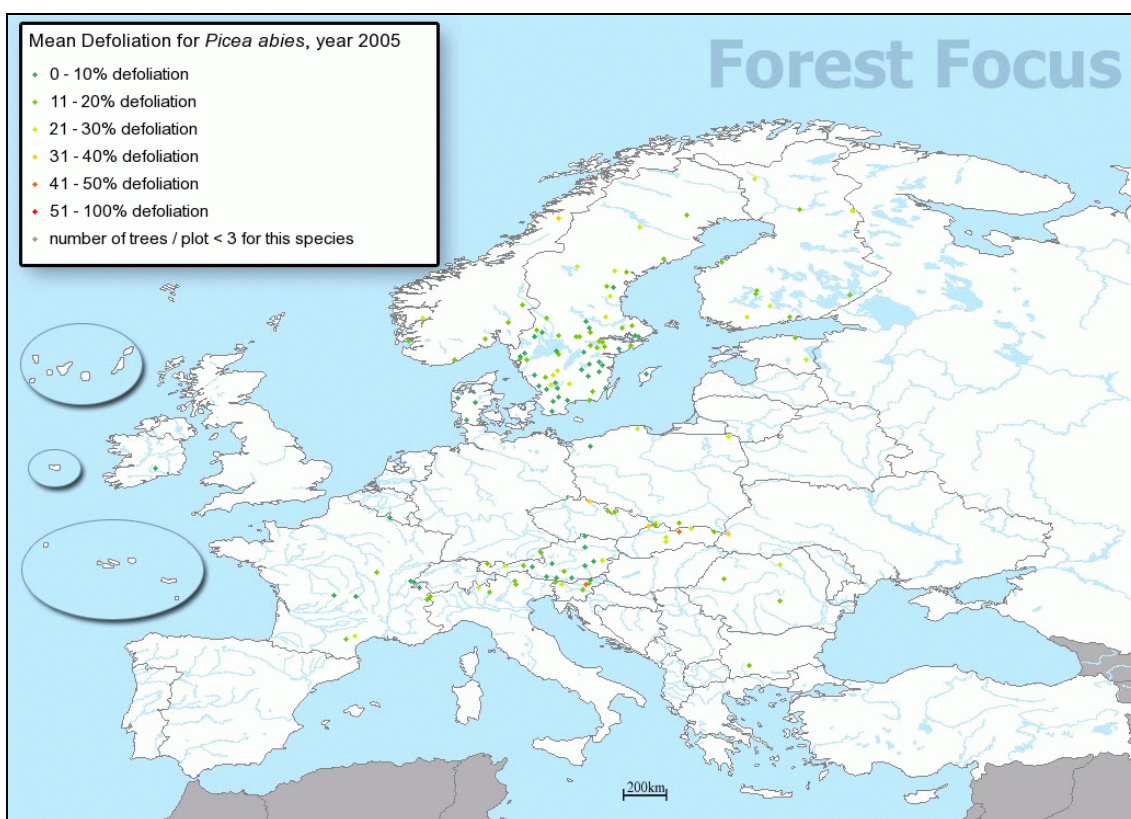 Mean Defoliation for Picea abies, year 2005
0 - 10% defoliation
11 - 20% defoliation
21 - 30% defoliation
31 - 40% defoliation
41 - 50% defoliation
51 - 100% defoliation
number of trees / plot < 3 for this species
Forest Focus
200km